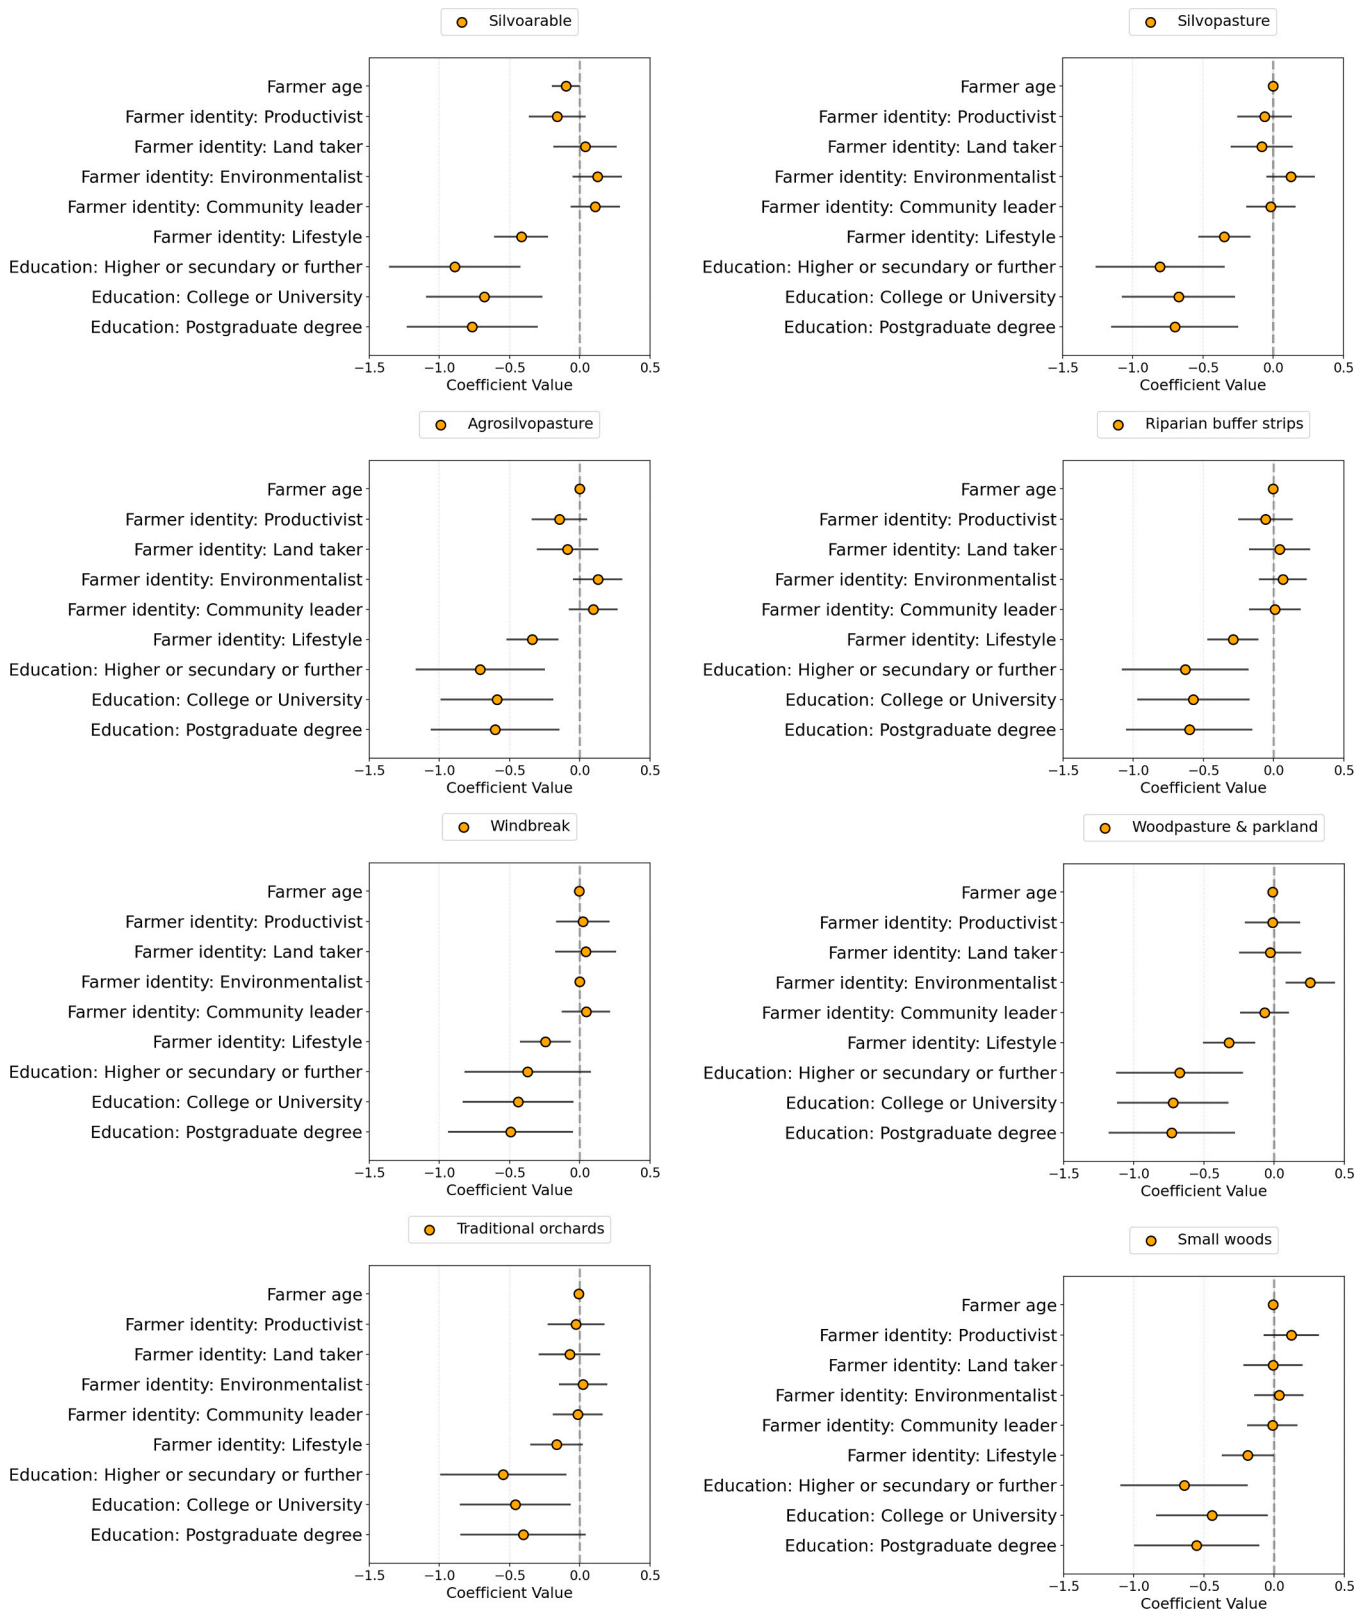 Silvoarable
Farmer age
Farmer identity: Productivist
Farmer identity: Land taker
Farmer identity: Environmentalist
Farmer identity: Community leader
Farmer identity: Lifestyle
Education: Higher or secundary or further
Education: College or University
Education: Postgraduate degree
−1.5 −1.0 −0.5 0.0 0.5
Coefficient Value
Silvopasture
Farmer age
Farmer identity: Productivist
Farmer identity: Land taker
Farmer identity: Environmentalist
Farmer identity: Community leader
Farmer identity: Lifestyle
Education: Higher or secundary or further
Education: College or University
Education: Postgraduate degree
−1.5 −1.0 −0.5 0.0 0.5
Coefficient Value
Agrosilvopasture
Farmer age
Farmer identity: Productivist
Farmer identity: Land taker
Farmer identity: Environmentalist
Farmer identity: Community leader
Farmer identity: Lifestyle
Education: Higher or secundary or further
Education: College or University
Education: Postgraduate degree
−1.5 −1.0 −0.5 0.0 0.5
Coefficient Value
Riparian buffer strips
Farmer age
Farmer identity: Productivist
Farmer identity: Land taker
Farmer identity: Environmentalist
Farmer identity: Community leader
Farmer identity: Lifestyle
Education: Higher or secundary or further
Education: College or University
Education: Postgraduate degree
−1.5 −1.0 −0.5 0.0 0.5
Coefficient Value
Windbreak
Farmer age
Farmer identity: Productivist
Farmer identity: Land taker
Farmer identity: Environmentalist
Farmer identity: Community leader
Farmer identity: Lifestyle
Education: Higher or secundary or further
Education: College or University
Education: Postgraduate degree
−1.5 −1.0 −0.5 0.0 0.5
Coefficient Value
Woodpasture & parkland
Farmer age
Farmer identity: Productivist
Farmer identity: Land taker
Farmer identity: Environmentalist
Farmer identity: Community leader
Farmer identity: Lifestyle
Education: Higher or secundary or further
Education: College or University
Education: Postgraduate degree
−1.5 −1.0 −0.5 0.0 0.5
Coefficient Value
Traditional orchards
Farmer age
Farmer identity: Productivist
Farmer identity: Land taker
Farmer identity: Environmentalist
Farmer identity: Community leader
Farmer identity: Lifestyle
Education: Higher or secundary or further
Education: College or University
Education: Postgraduate degree
−1.5 −1.0 −0.5 0.0 0.5
Coefficient Value
Small woods
Farmer age
Farmer identity: Productivist
Farmer identity: Land taker
Farmer identity: Environmentalist
Farmer identity: Community leader
Farmer identity: Lifestyle
Education: Higher or secundary or further
Education: College or University
Education: Postgraduate degree
−1.5 −1.0 −0.5 0.0 0.5
Coefficient Value